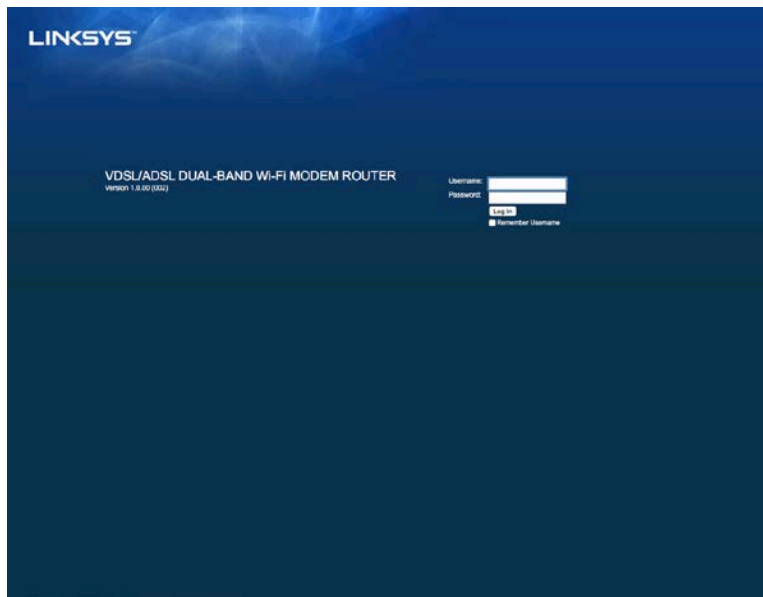 LINKSYS
VDSL/ADSL DUAL-BAND Wi-Fi MODEM ROUTER
Version 1.0.00 (002)
Username:
Password:
Log In
Remember Username